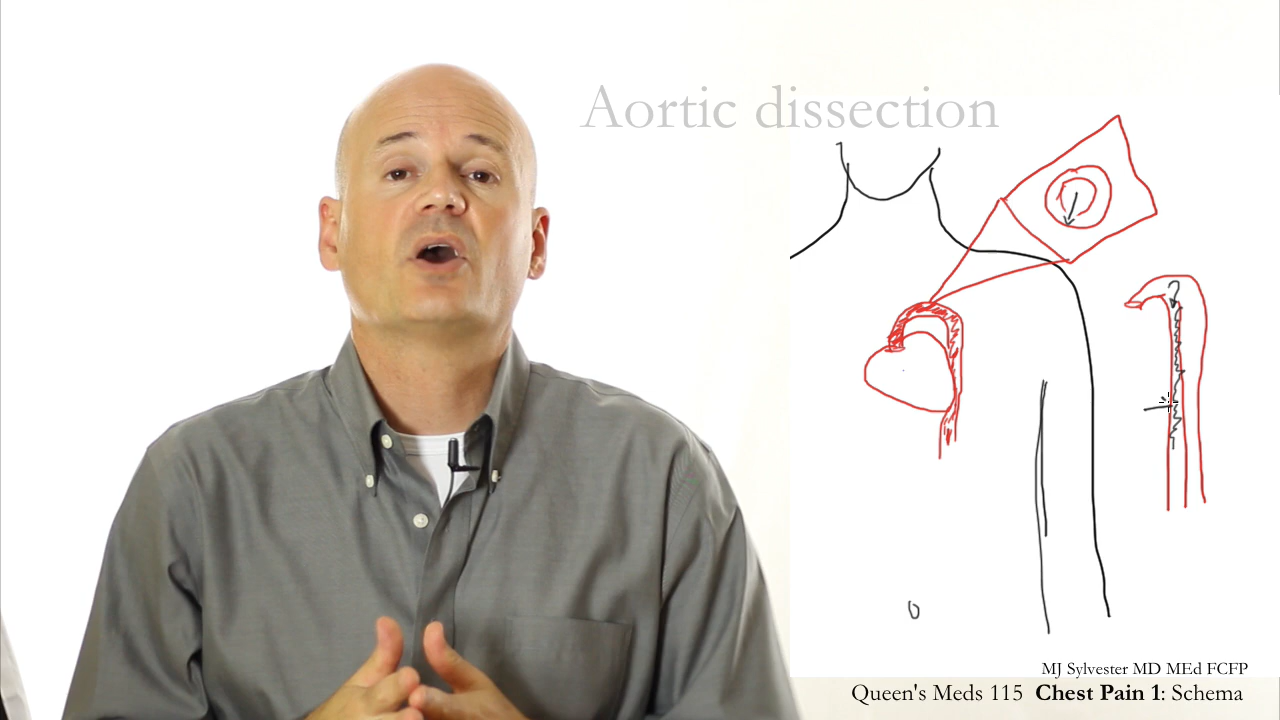 Aortic dissection
MJ Sylvester MD MEd FCFP
Queen's Meds 115 Chest Pain 1: Schema